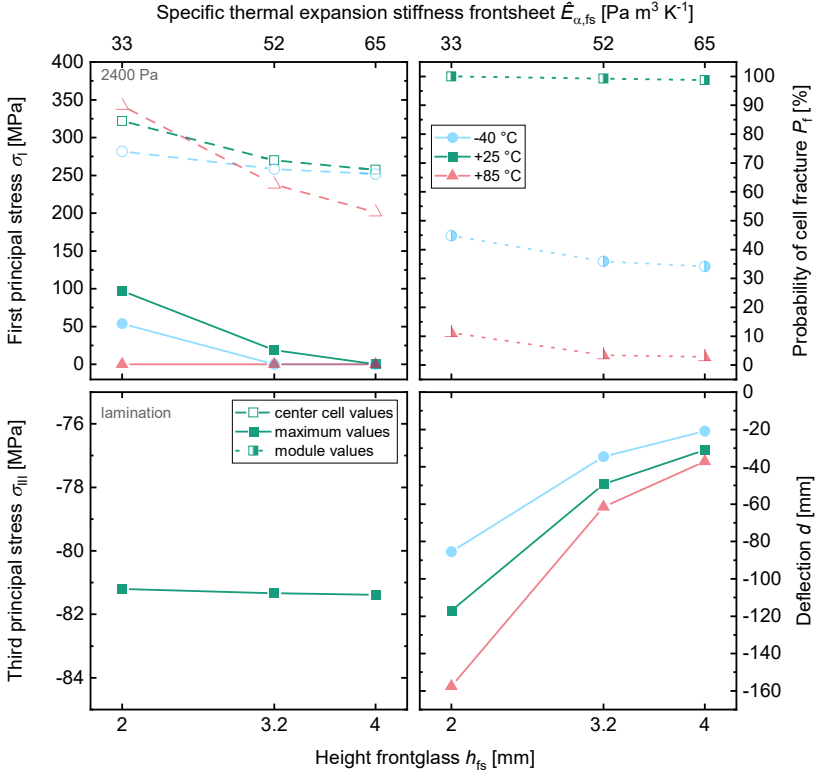 Specific thermal expansion stiffness frontsheet Ê_α,fs [Pa m³ K⁻¹]
33 52 65 33 52 65
2400 Pa
400
350
300
250
200
150
100
50
0
First principal stress σ_I [MPa]
-40 °C
+25 °C
+85 °C
100
90
80
70
60
50
40
30
20
10
0
Probability of cell fracture P_f [%]
lamination
center cell values
maximum values
module values
-76
-78
-80
-82
-84
Third principal stress σ_III [MPa]
0
-20
-40
-60
-80
-100
-120
-140
-160
Deflection d [mm]
2 3.2 4 2 3.2 4
Height frontglass h_fs [mm]